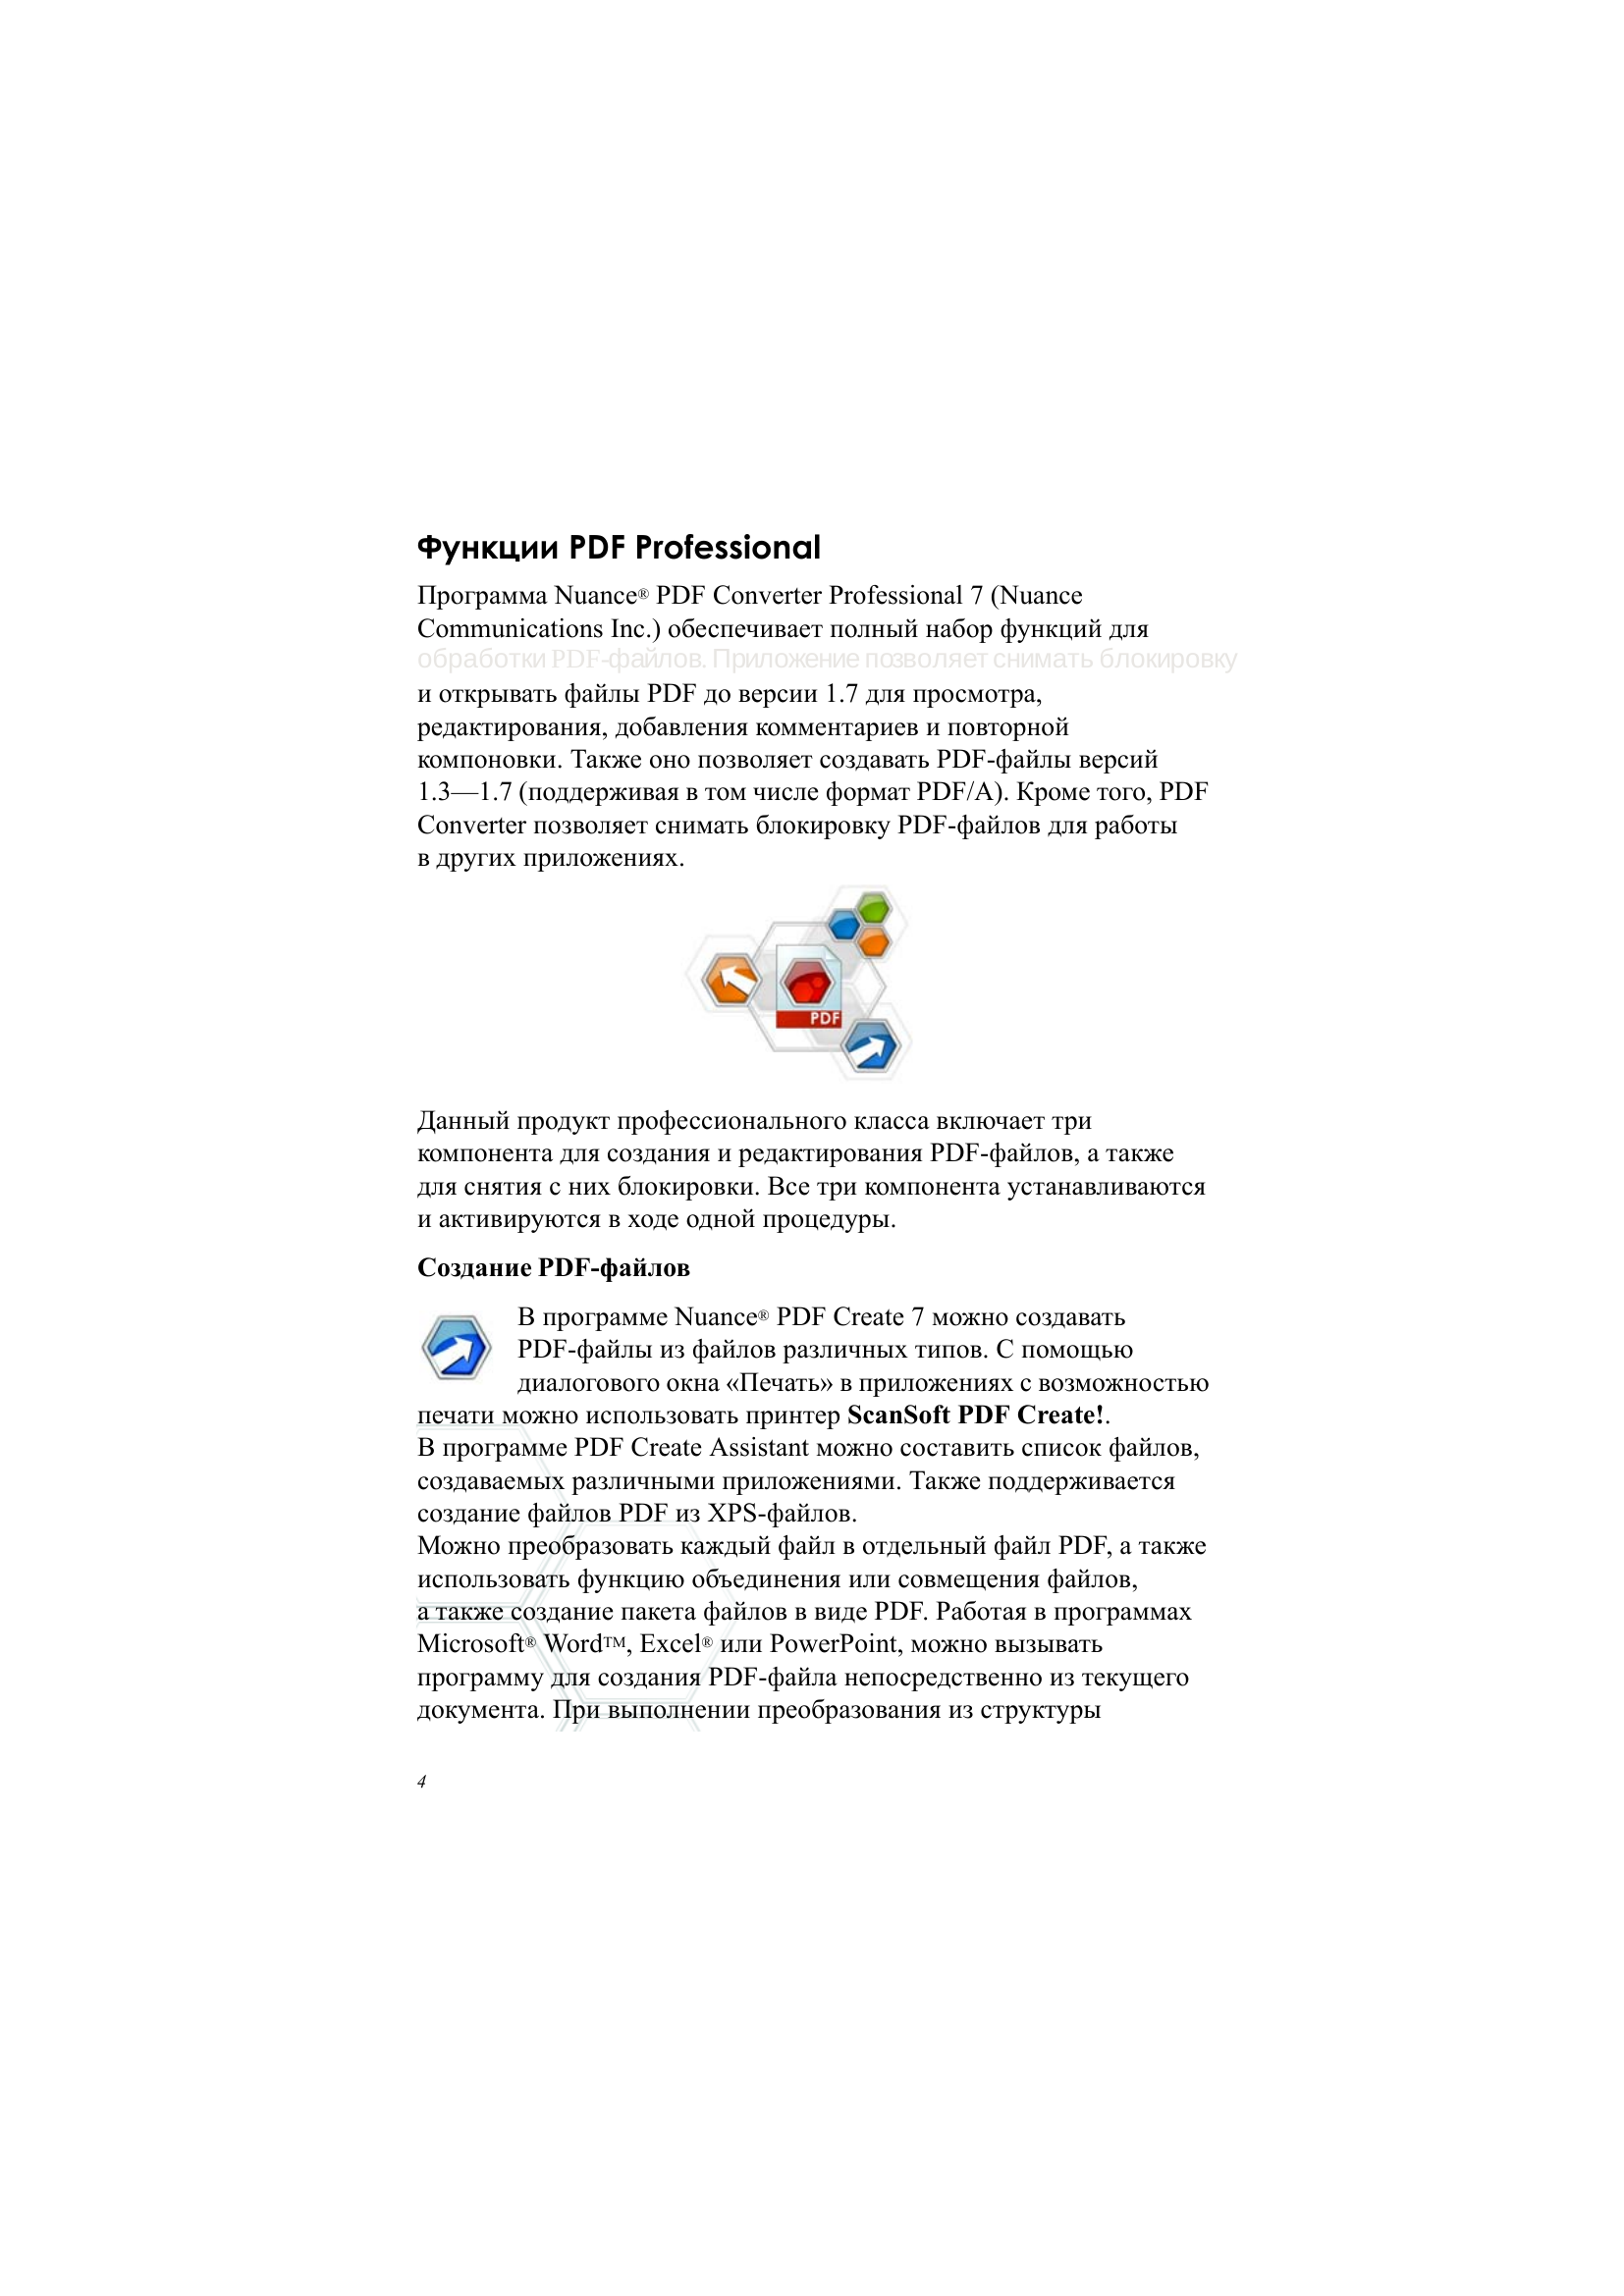 Функции PDF Professional
Программа Nuance® PDF Converter Professional 7 (Nuance
Communications Inc.) обеспечивает полный набор функций для
обработки PDF-файлов. Приложение позволяет снимать блокировку
и открывать файлы PDF до версии 1.7 для просмотра,
редактирования, добавления комментариев и повторной
компоновки. Также оно позволяет создавать PDF-файлы версий
1.3—1.7 (поддерживая в том числе формат PDF/A). Кроме того, PDF
Converter позволяет снимать блокировку PDF-файлов для работы
в других приложениях.
PDF
Данный продукт профессионального класса включает три
компонента для создания и редактирования PDF-файлов, а также
для снятия с них блокировки. Все три компонента устанавливаются
и активируются в ходе одной процедуры.
Создание PDF-файлов
В программе Nuance® PDF Create 7 можно создавать
PDF-файлы из файлов различных типов. С помощью
диалогового окна «Печать» в приложениях с возможностью
печати можно использовать принтер ScanSoft PDF Create!.
В программе PDF Create Assistant можно составить список файлов,
создаваемых различными приложениями. Также поддерживается
создание файлов PDF из XPS-файлов.
Можно преобразовать каждый файл в отдельный файл PDF, а также
использовать функцию объединения или совмещения файлов,
а также создание пакета файлов в виде PDF. Работая в программах
Microsoft® Word™, Excel® или PowerPoint, можно вызывать
программу для создания PDF-файла непосредственно из текущего
документа. При выполнении преобразования из структуры
4